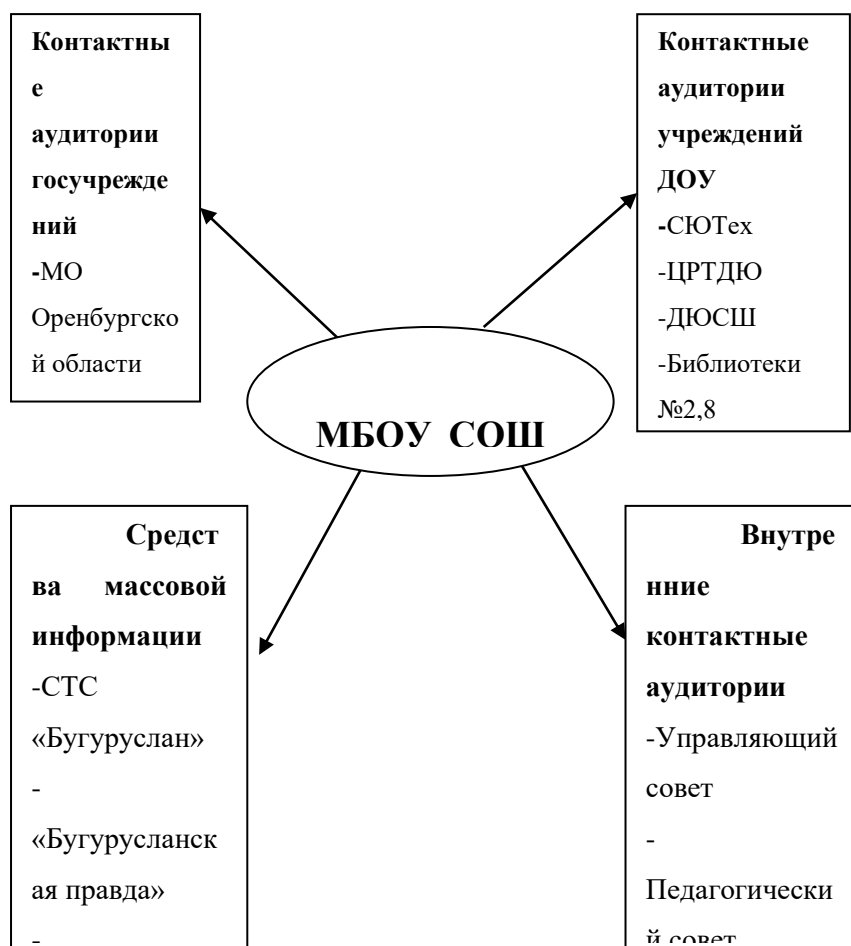 Контактны
е
аудитории
госучрежде
ний
-МО
Оренбургско
й области
Контактные
аудитории
учреждений
ДОУ
-СЮТех
-ЦРТДЮ
-ДЮСШ
-Библиотеки
№2,8
МБОУ СОШ
Средст
ва массовой
информации
-СТС
«Бугуруслан»
-
«Бугурусланск
ая правда»
-
Внутре
нние
контактные
аудитории
-Управляющий
совет
-
Педагогически
й совет